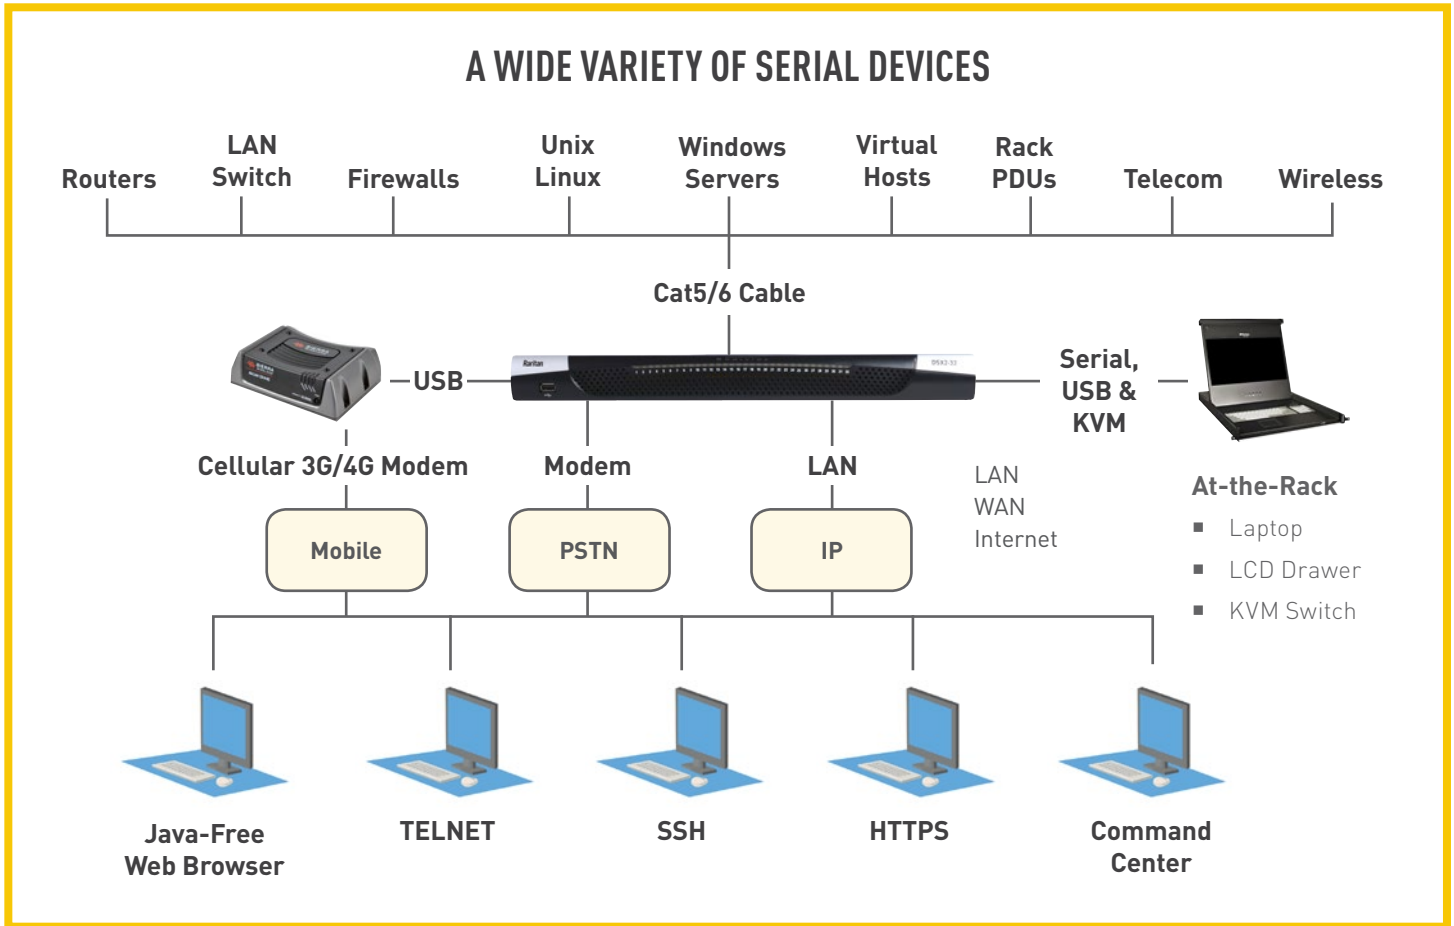 A WIDE VARIETY OF SERIAL DEVICES
Routers
LAN
Switch
Firewalls
Unix
Linux
Windows
Servers
Virtual
Hosts
Rack
PDUs
Telecom
Wireless
Cat5/6 Cable
Raritan
USB
Serial,
USB &
KVM
Cellular 3G/4G Modem
Modem
LAN
LAN
WAN
Internet
At-the-Rack
■ Laptop
■ LCD Drawer
■ KVM Switch
Mobile
PSTN
IP
Java-Free
Web Browser
TELNET
SSH
HTTPS
Command
Center